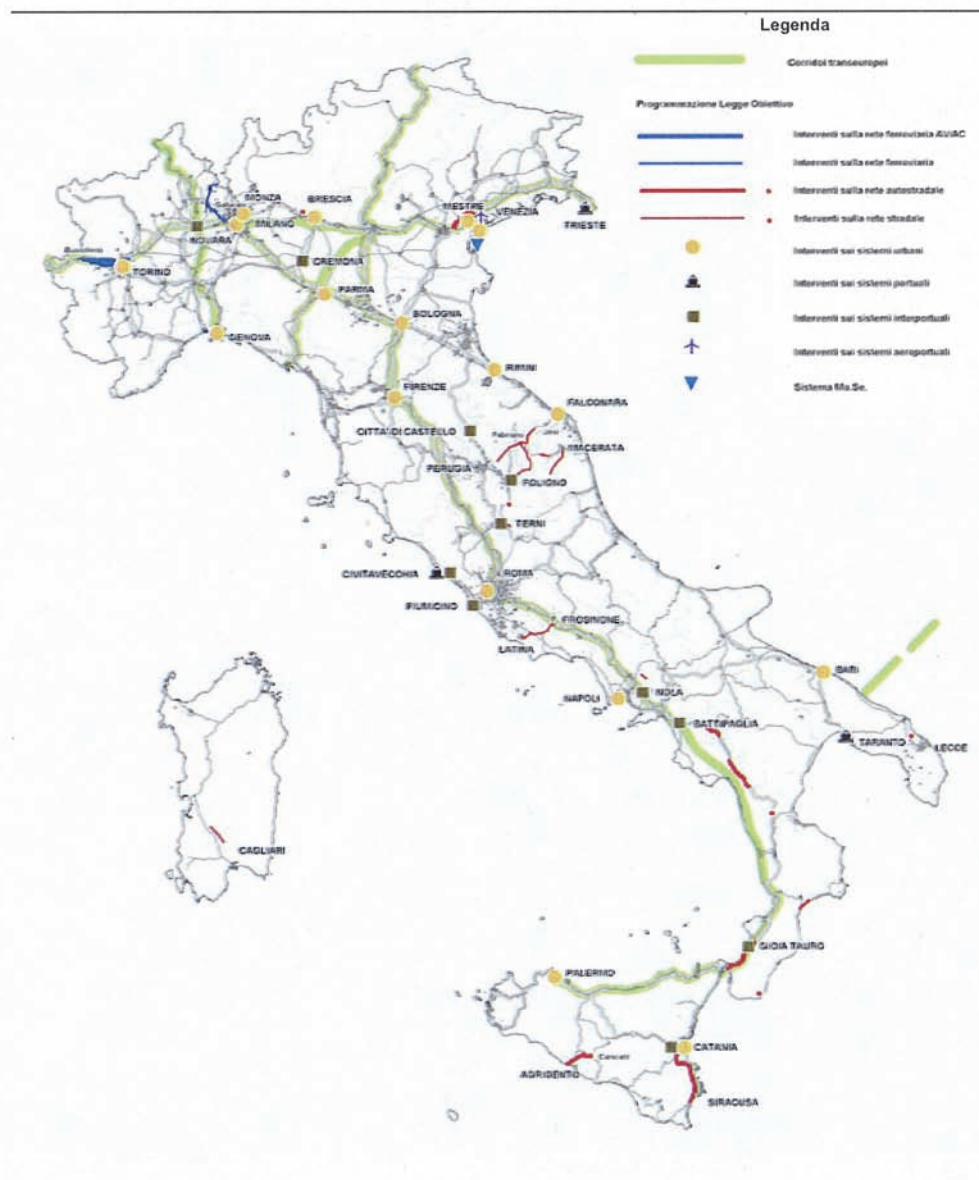 Legenda
Corridoi transeuropei
Programmazione Legge Obiettivo
Interventi sulla rete ferroviaria AV/AC
Interventi sulla rete ferroviaria
Interventi sulla rete autostradale
Interventi sulla rete stradale
Interventi sui sistemi urbani
Interventi sui sistemi portuali
Interventi sui sistemi interportuali
Interventi sui sistemi aeroportuali
Sistema Mo.Se.
MONZA
BRESCIA
MESTRE
VENEZIA
TRIESTE
NOVARA
MILANO
TORINO
CREMONA
PARMA
BOLOGNA
GENOVA
RIMINI
FIRENZE
FALCONARA
CITTA' DI CASTELLO
Fabriano
MACERATA
PERUGIA
FOLIGNO
TERNI
CIVITAVECCHIA
ROMA
FIUMICINO
FROSINONE
LATINA
BARI
NAPOLI
NOLA
BATTIPAGLIA
TARANTO
LECCE
CAGLIARI
GIOIA TAURO
PALERMO
CATANIA
Canicatti
AGRIGENTO
SIRACUSA